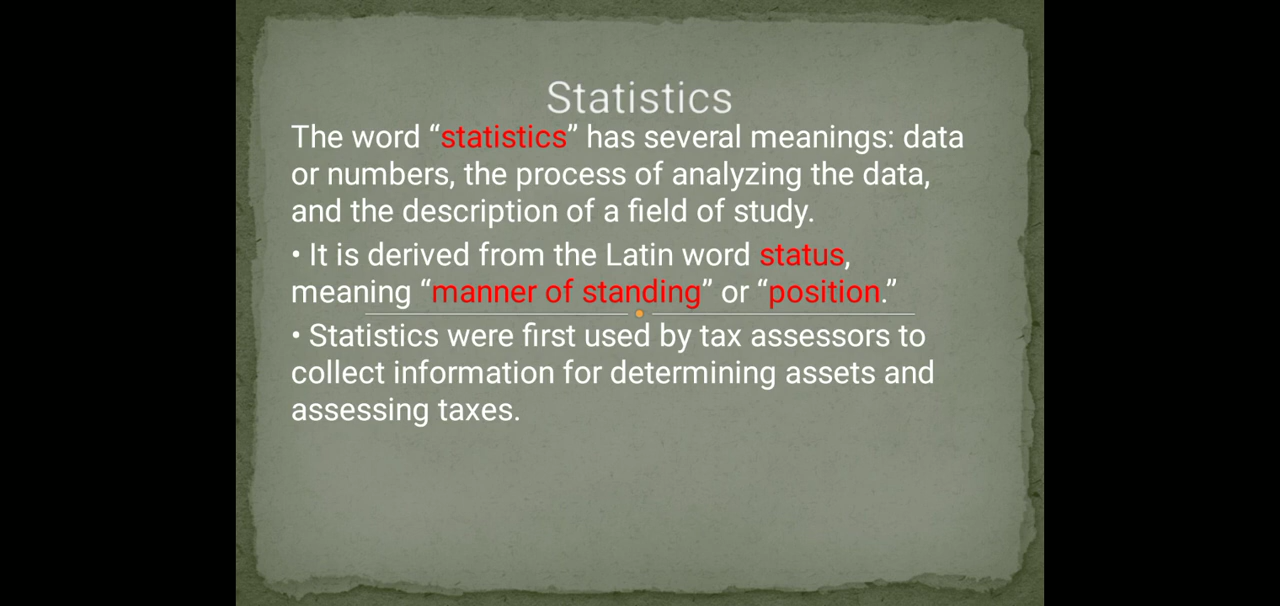 Statistics
The word “statistics” has several meanings: data
or numbers, the process of analyzing the data,
and the description of a field of study.
• It is derived from the Latin word status,
meaning “manner of standing” or “position.”
• Statistics were first used by tax assessors to
collect information for determining assets and
assessing taxes.